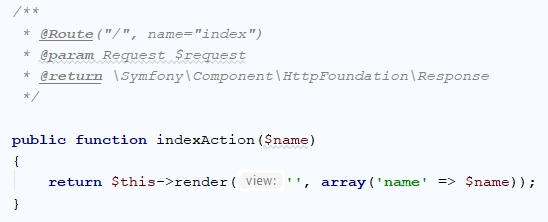 /**
 * @Route("/", name="index")
 * @param Request $request
 * @return \Symfony\Component\HttpFoundation\Response
 */
public function indexAction($name)
{
    return $this->render( view: '', array('name' => $name));
}